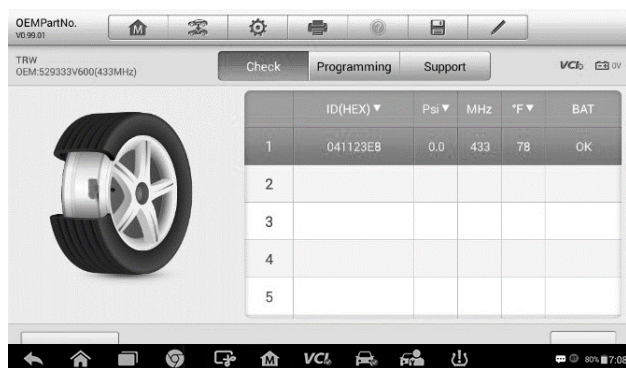 OEMPartNo.
V0.99.01
TRW
OEM:529333V600(433MHz)
Check Programming Support
VCI 0V
ID(HEX)▼ Psi▼ MHz °F▼ BAT
1 041123E8 0.0 433 78 OK
2
3
4
5
M VCI 80% 7:08